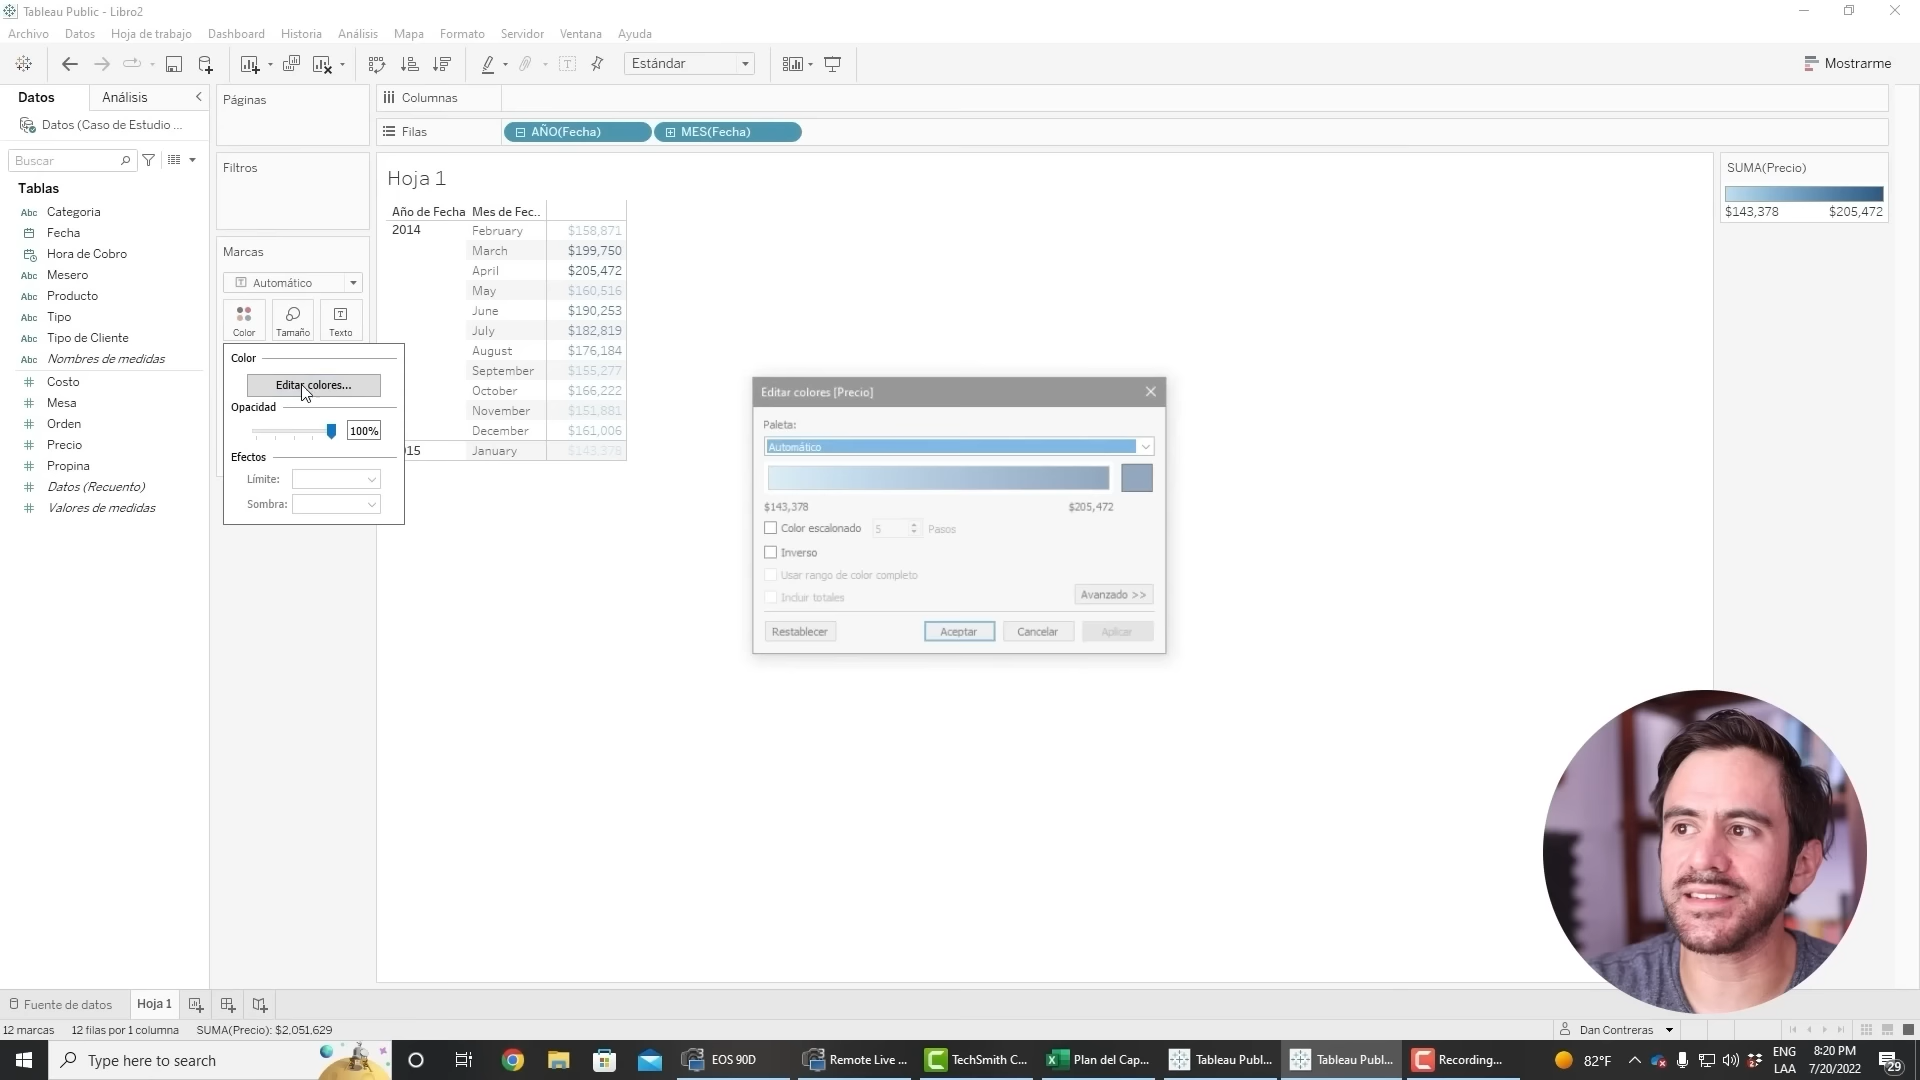 Tableau Public - Libro2
Archivo Datos Hoja de trabajo Dashboard Historia Análisis Mapa Formato Servidor Ventana Ayuda
Estándar
Mostrarme
Datos Análisis
Páginas
Columnas
Datos (Caso de Estudio ...
Filas
AÑO(Fecha) MES(Fecha)
Buscar
Filtros
SUMA(Precio)
$143,378 $205,472
Tablas
Abc Categoria
Fecha
Hora de Cobro
Abc Mesero
Abc Producto
Abc Tipo
Abc Tipo de Cliente
Abc Nombres de medidas
Costo
Mesa
Orden
Precio
Propina
Datos (Recuento)
Valores de medidas
Marcas
Automático
Color Tamaño Texto
Color
Editar colores...
Opacidad
100%
Efectos
Límite:
Sombra:
Hoja 1
Año de Fecha Mes de Fec..
2014 February $158,871
March $199,750
April $205,472
May $160,516
June $190,253
July $182,819
August $176,184
September $155,277
October $166,222
November $151,881
December $161,006
015 January $143,378
Editar colores [Precio]
Paleta:
Automático
$143,378 $205,472
Color escalonado 5 Pasos
Inverso
Usar rango de color completo
Incluir totales
Avanzado >>
Restablecer Aceptar Cancelar Aplicar
Fuente de datos Hoja 1
12 marcas 12 filas por 1 columna SUMA(Precio): $2,051,629
Dan Contreras
Type here to search
EOS 90D
Remote Live ...
TechSmith C...
Plan del Cap...
Tableau Publ...
Tableau Publ...
Recording...
82°F
ENG
LAA
8:20 PM
7/20/2022
29